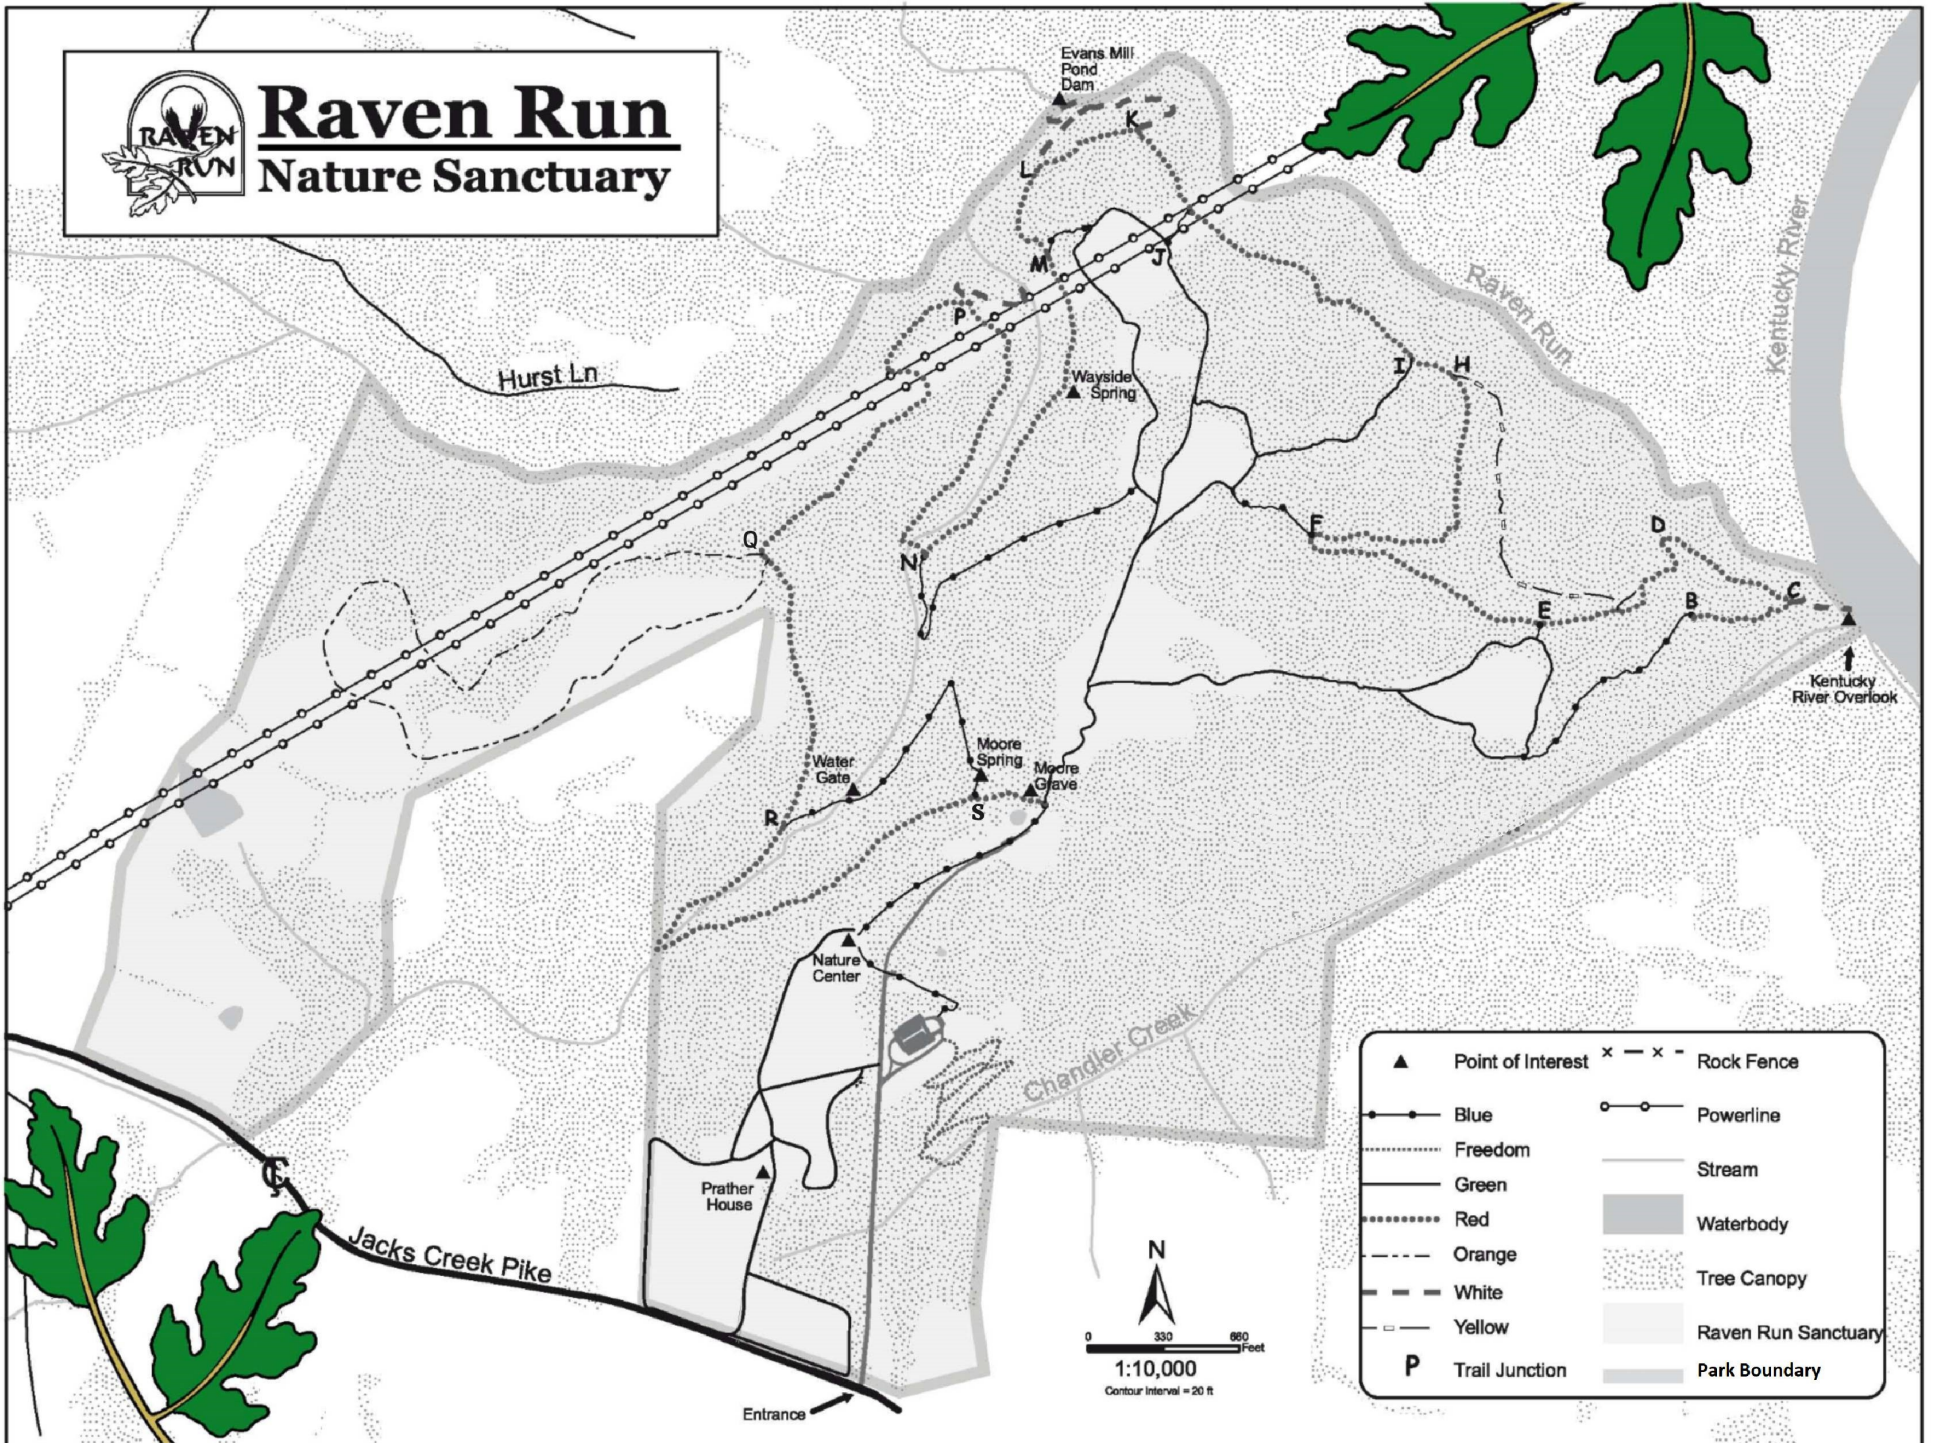 RAVEN
RUN
Raven Run
Nature Sanctuary
Evans Mill
Pond
Dam
K
L
M
J
Kentucky River
Raven Run
P
Hurst Ln
Wayside
Spring
I
H
Q
N
F
D
E
B
C
Kentucky
River Overlook
Moore
Spring
Water
Gate
Moore
Grave
R
S
Nature
Center
Chandler Creek
Prather
House
Jacks Creek Pike
Entrance
N
0 330 660
Feet
1:10,000
Contour Interval = 20 ft
Point of Interest
Blue
Freedom
Green
Red
Orange
White
Yellow
P Trail Junction
Rock Fence
Powerline
Stream
Waterbody
Tree Canopy
Raven Run Sanctuary
Park Boundary